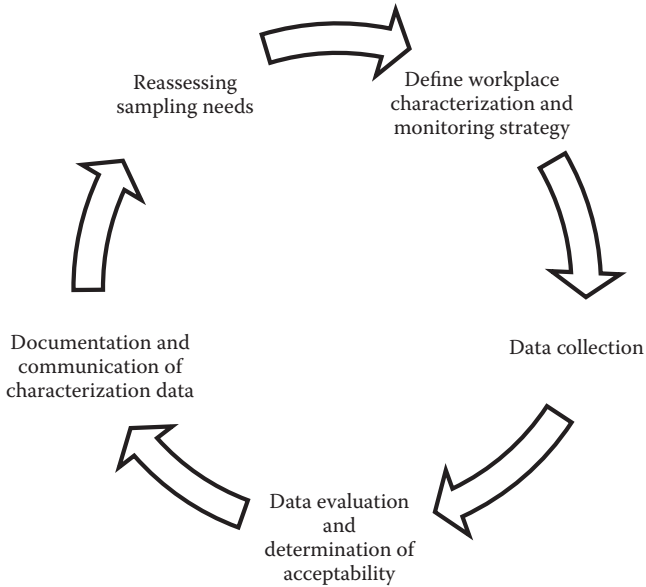 Reassessing
sampling needs
Define workplace
characterization and
monitoring strategy
Data collection
Data evaluation
and
determination of
acceptability
Documentation and
communication of
characterization data